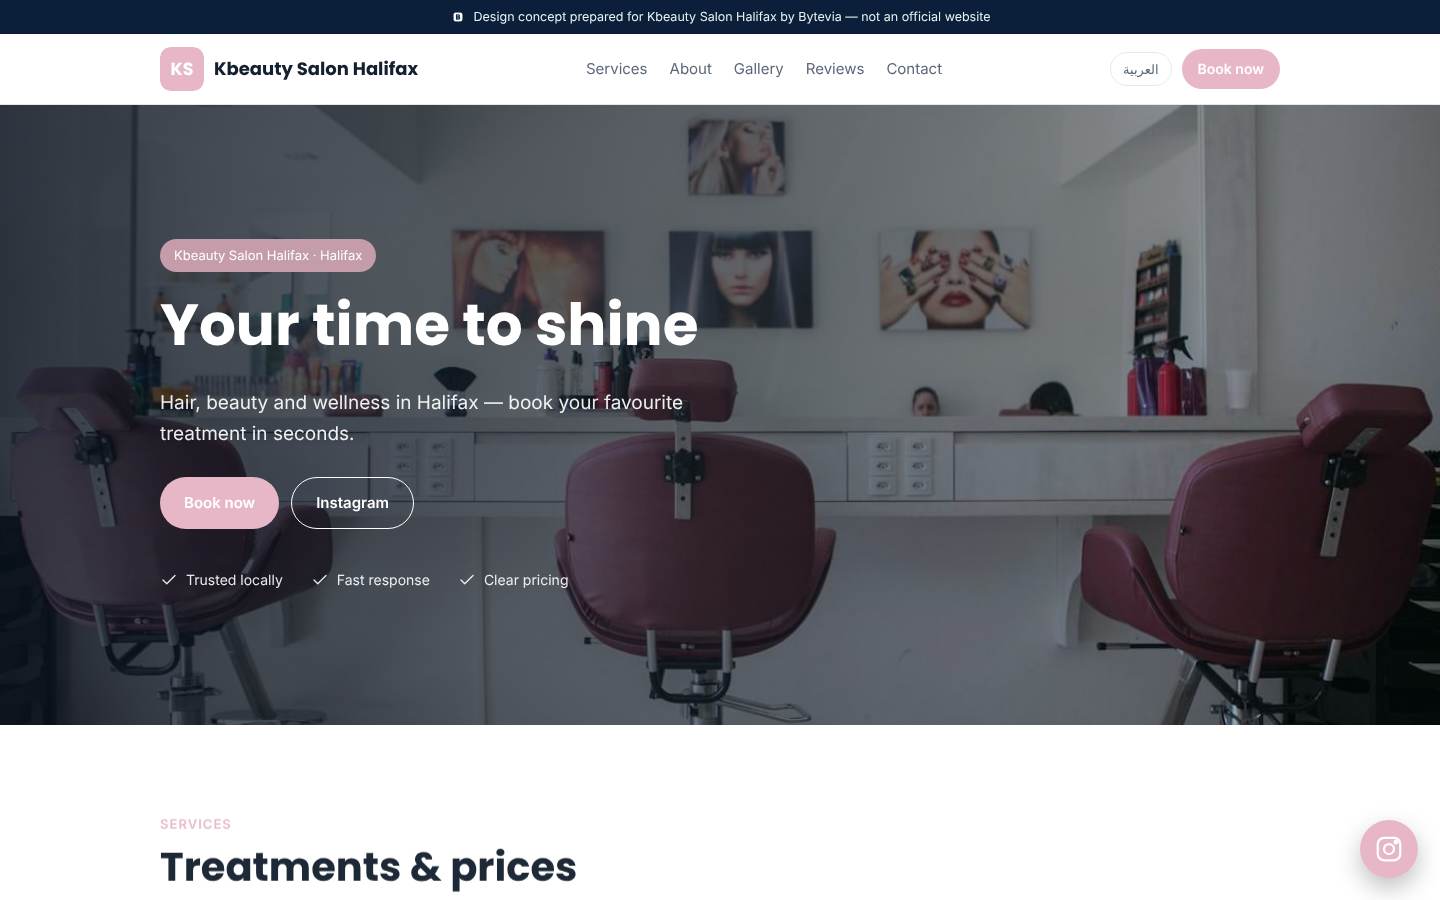 Design concept prepared for Kbeauty Salon Halifax by Bytevia — not an official website
KS
Kbeauty Salon Halifax
Services
About
Gallery
Reviews
Contact
العربية
Book now
Kbeauty Salon Halifax · Halifax
Your time to shine
Hair, beauty and wellness in Halifax — book your favourite
treatment in seconds.
Book now
Instagram
Trusted locally
Fast response
Clear pricing
SERVICES
Treatments & prices